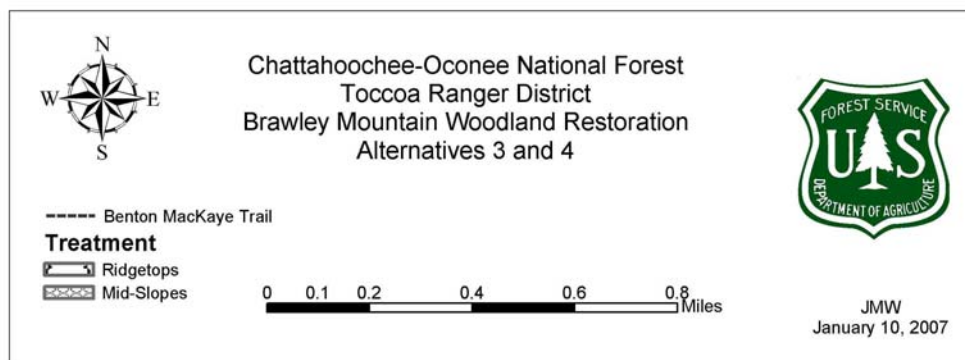 N
W E
S
Chattahoochee-Oconee National Forest
Toccoa Ranger District
Brawley Mountain Woodland Restoration
Alternatives 3 and 4
FOREST SERVICE
U S
DEPARTMENT OF AGRICULTURE
Benton MacKaye Trail
Treatment
Ridgetops
Mid-Slopes
0 0.1 0.2 0.4 0.6 0.8
Miles
JMW
January 10, 2007